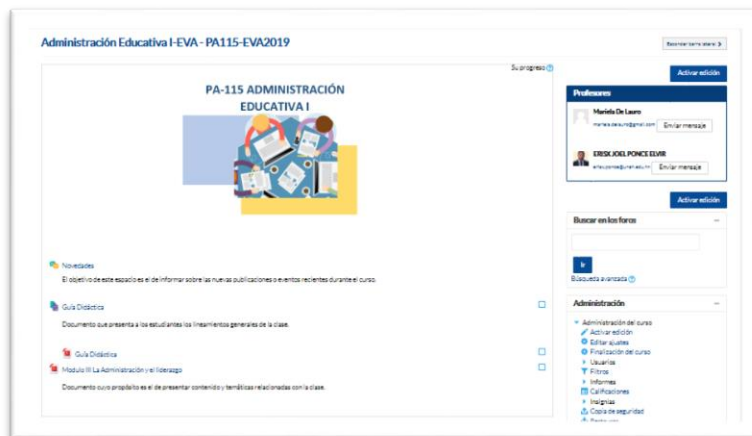 Administración Educativa I-EVA - PA115-EVA2019
Su progreso
PA-115 ADMINISTRACIÓN
EDUCATIVA I
Novedades
El objetivo de este espacio es el de informar sobre las nuevas publicaciones o eventos recientes durante el curso.
Guía Didáctica
Documento que presenta a los estudiantes los lineamientos generales de la clase.
Guía Didáctica
Modulo III La Administración y el liderazgo
Documento cuyo propósito es el de presentar contenido y temáticas relacionadas con la clase.
Activar edición
Profesores
Mariela De Lauro
Enviar mensaje
ERISX JOEL PONCE ELVIR
Enviar mensaje
Activar edición
Buscar en los foros
Ir
Búsqueda avanzada
Administración
Administración del curso
Activar edición
Editar ajustes
Finalización del curso
Usuarios
Filtros
Informes
Calificaciones
Insignias
Copia de seguridad